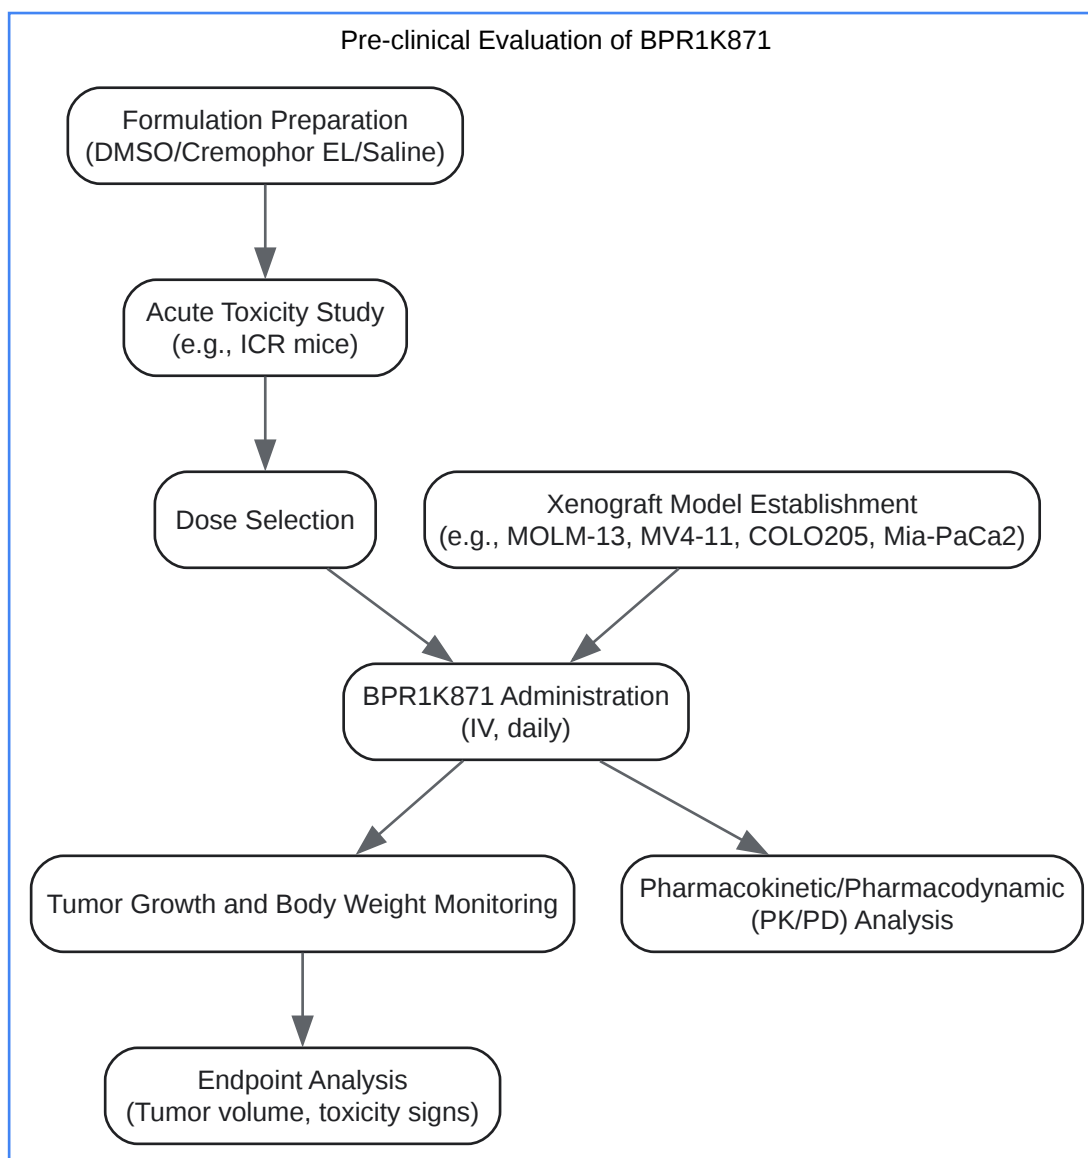 Pre-clinical Evaluation of BPR1K871
Formulation Preparation
(DMSO/Cremophor EL/Saline)
Acute Toxicity Study
(e.g., ICR mice)
Dose Selection
Xenograft Model Establishment
(e.g., MOLM-13, MV4-11, COLO205, Mia-PaCa2)
BPR1K871 Administration
(IV, daily)
Tumor Growth and Body Weight Monitoring
Pharmacokinetic/Pharmacodynamic
(PK/PD) Analysis
Endpoint Analysis
(Tumor volume, toxicity signs)